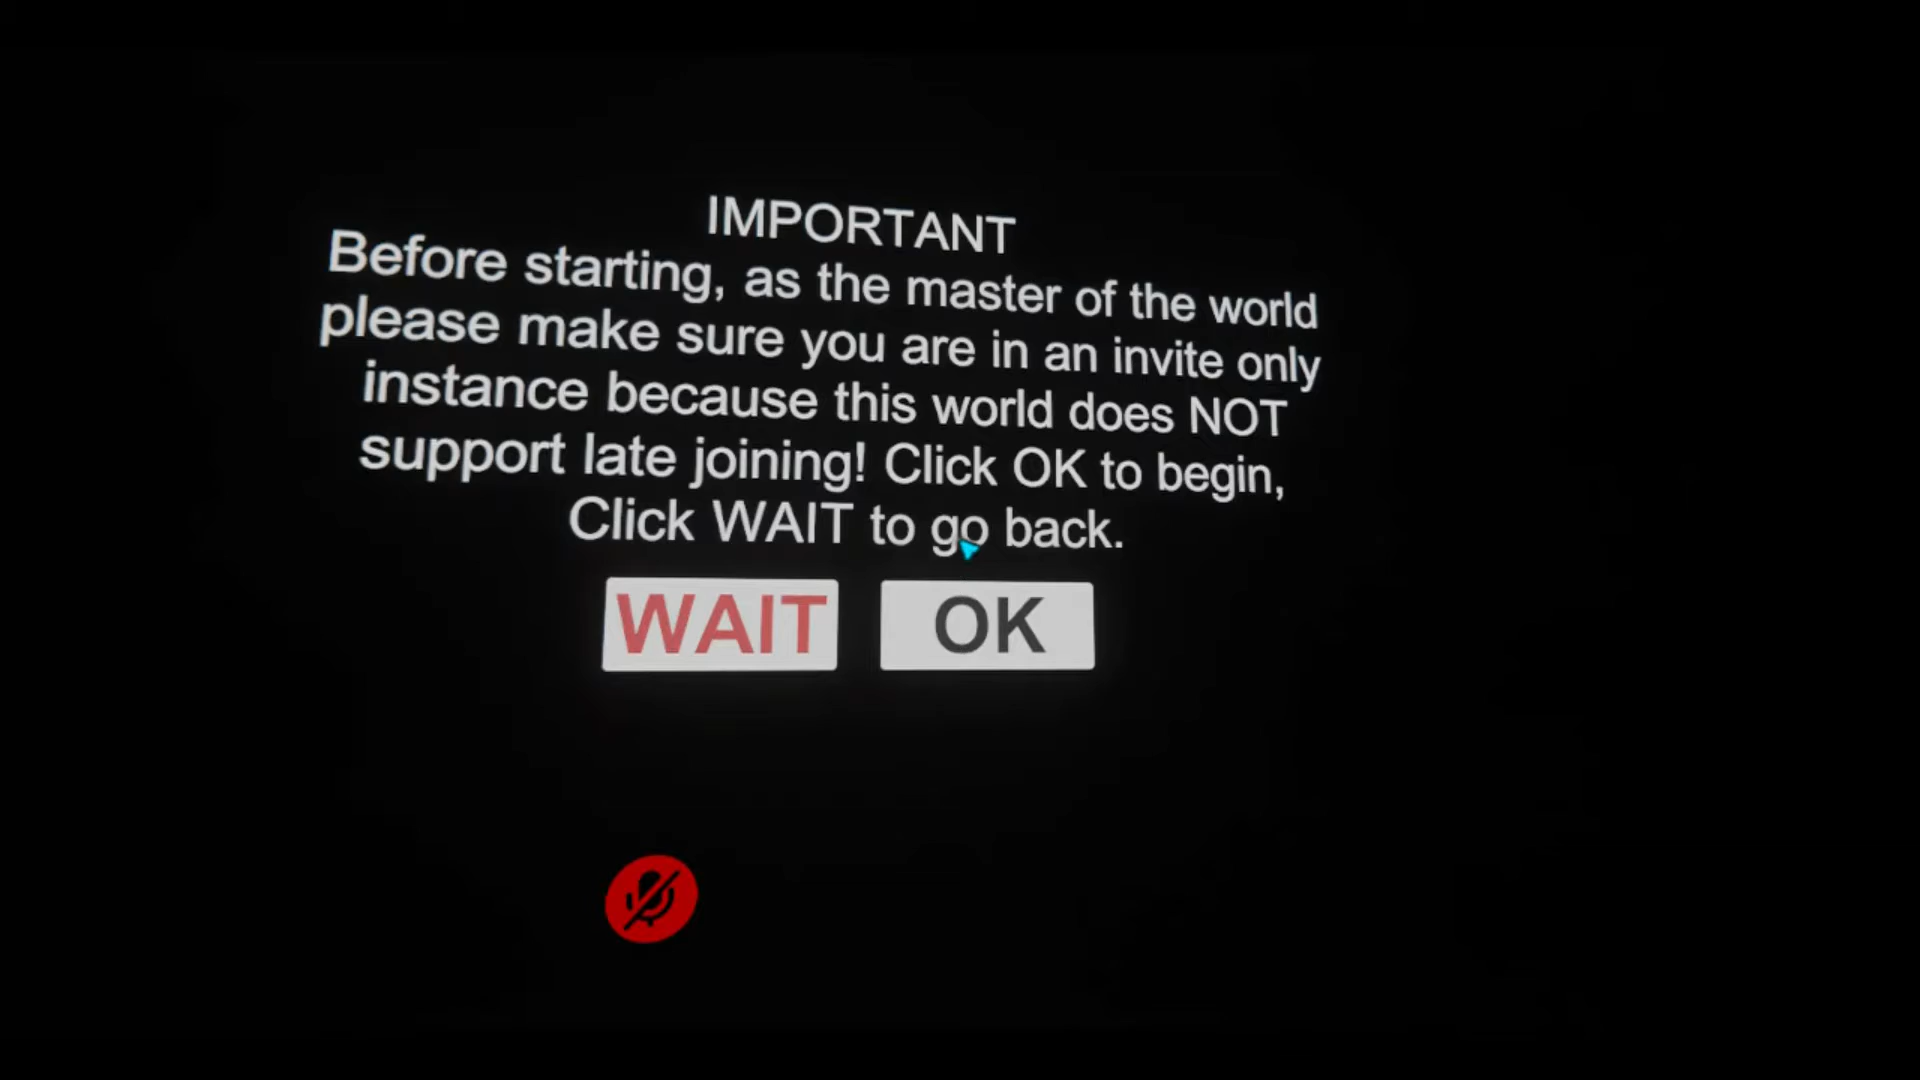 IMPORTANT
Before starting, as the master of the world
please make sure you are in an invite only
instance because this world does NOT
support late joining! Click OK to begin,
Click WAIT to go back.
WAIT OK